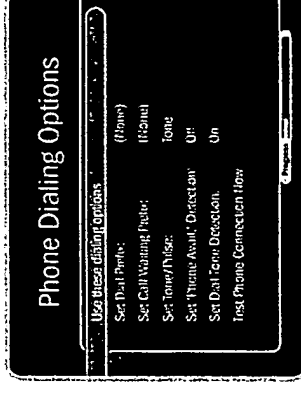 Phone Dialing Options
Use these dialing options
Set Dial Prefix: (None)
Set Call Waiting Prefix: (None)
Set Tone/Pulse: Tone
Set 'Phone Avail.' Detection: Off
Set Dial Tone Detection: On
Test Phone Connection Now
Progress